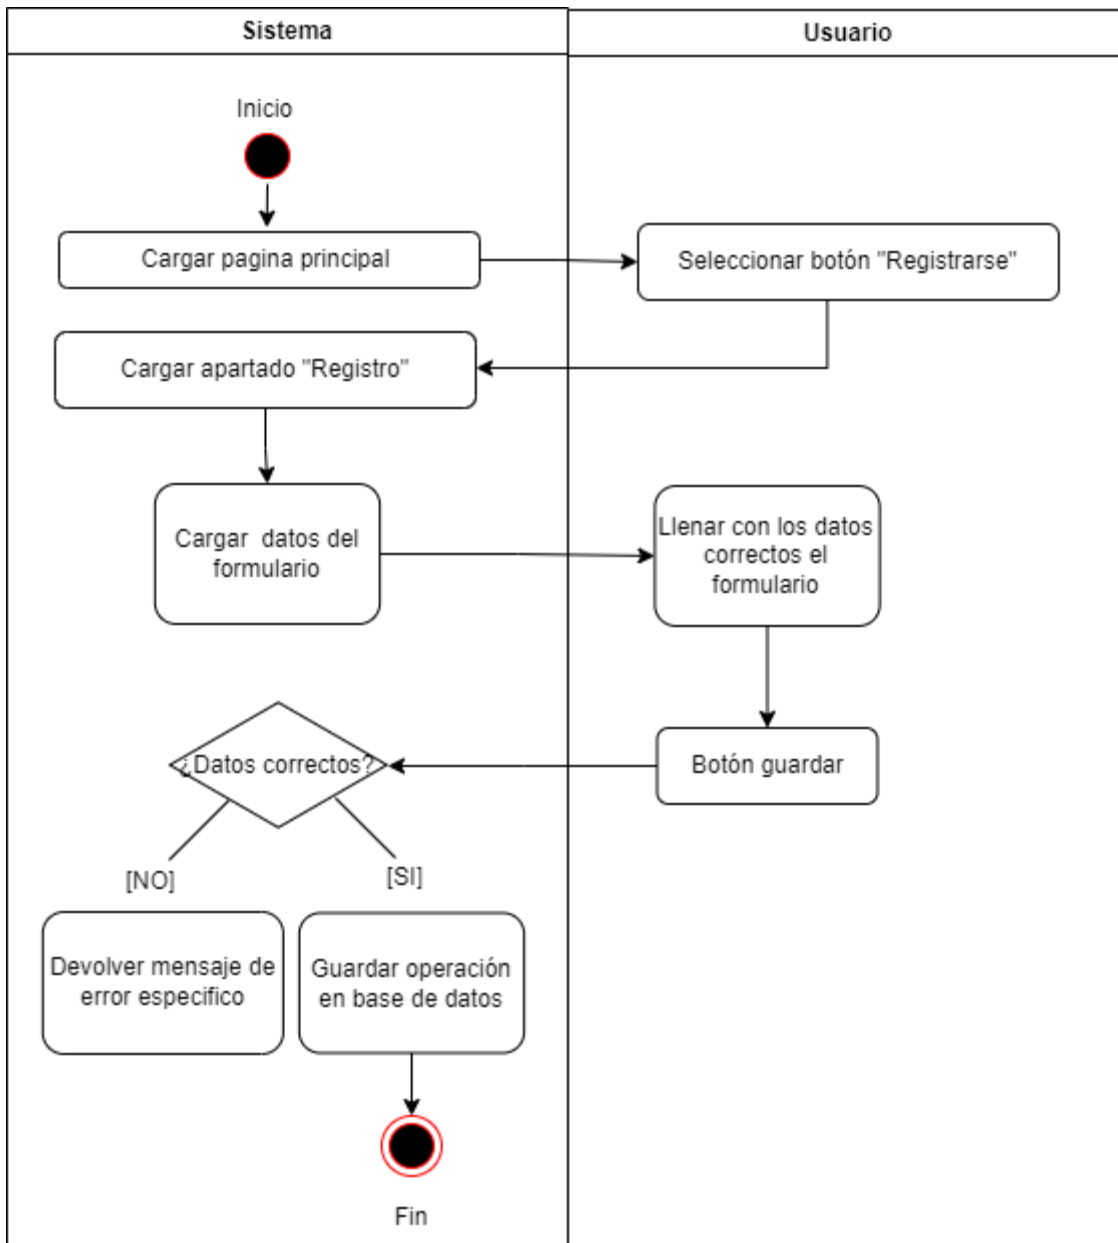 Sistema
Usuario
Inicio
Cargar pagina principal
Seleccionar botón "Registrarse"
Cargar apartado "Registro"
Cargar  datos del
formulario
Llenar con los datos
correctos el
formulario
¿Datos correctos?
Botón guardar
[NO]
[SI]
Devolver mensaje de
error especifico
Guardar operación
en base de datos
Fin